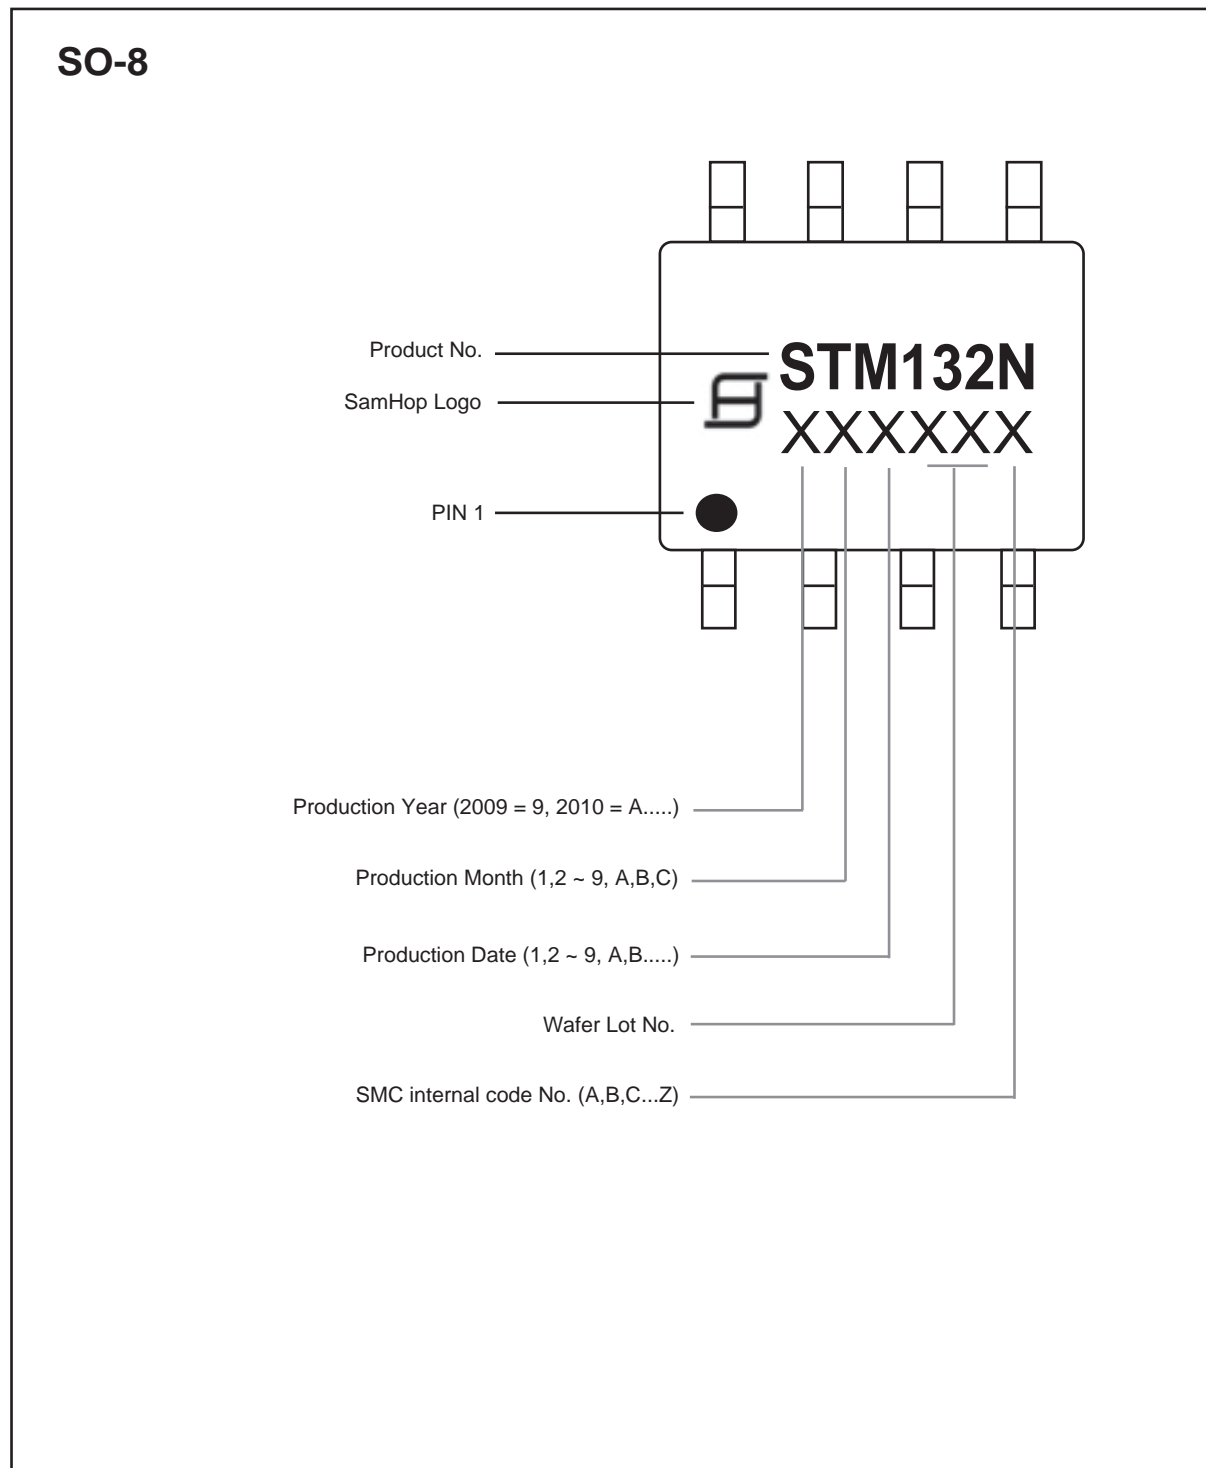 SO-8
Product No.
STM132N
SamHop Logo
XXXXXX
PIN 1
Production Year (2009 = 9, 2010 = A.....)
Production Month (1,2 ~ 9, A,B,C)
Production Date (1,2 ~ 9, A,B.....)
Wafer Lot No.
SMC internal code No. (A,B,C...Z)